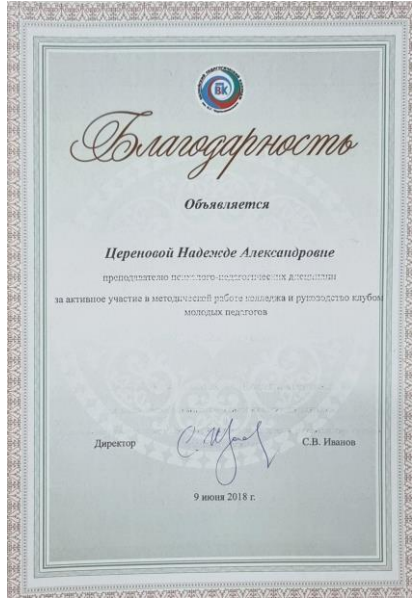 Благодарность
Объявляется
Цереновой Надежде Александровне
преподавателю психолого-педагогических дисциплин
за активное участие в методической работе колледжа и руководство клубом
молодых педагогов
Директор С.В. Иванов
9 июня 2018 г.